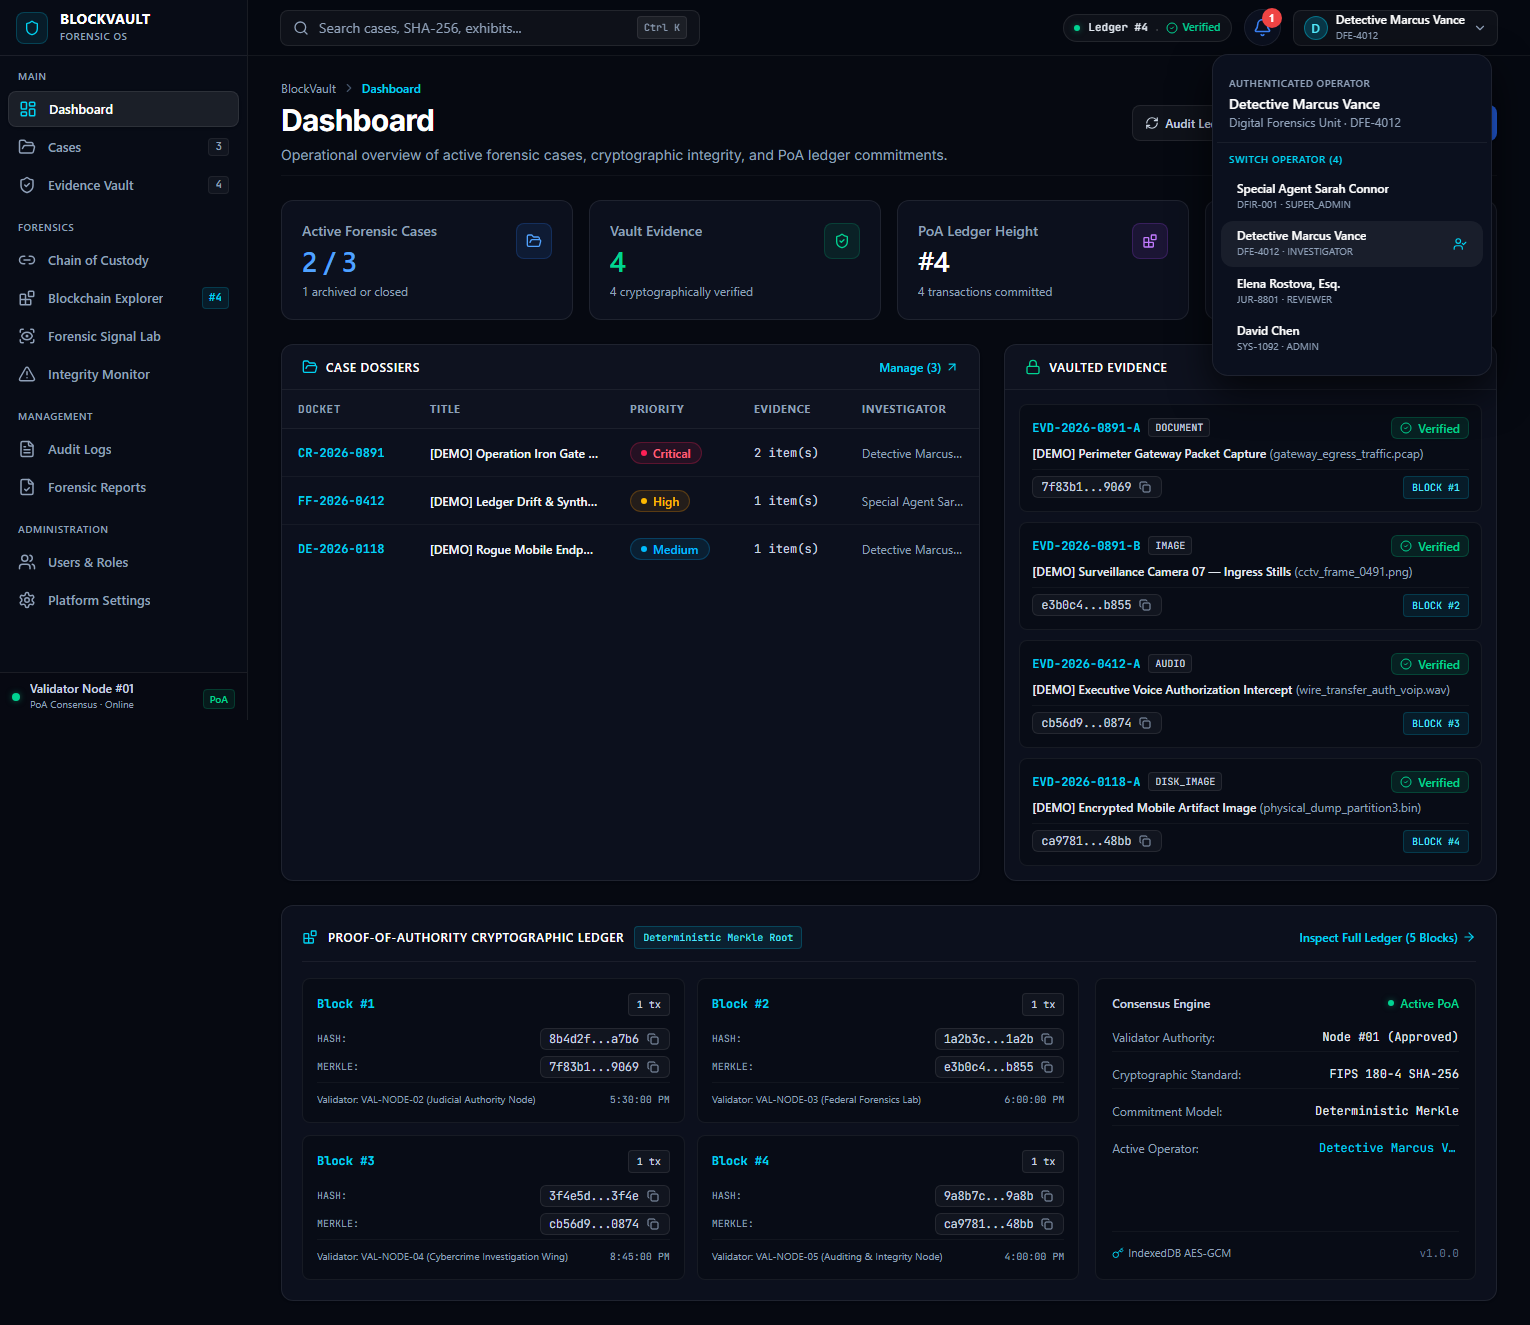 BLOCKVAULT
FORENSIC OS
Search cases, SHA-256, exhibits...
Ctrl K
Ledger #4 · Verified
1
D
Detective Marcus Vance
DFE-4012
MAIN
Dashboard
Cases 3
Evidence Vault 4
FORENSICS
Chain of Custody
Blockchain Explorer #4
Forensic Signal Lab
Integrity Monitor
MANAGEMENT
Audit Logs
Forensic Reports
ADMINISTRATION
Users & Roles
Platform Settings
Validator Node #01
PoA Consensus · Online
PoA
BlockVault > Dashboard
Dashboard
Operational overview of active forensic cases, cryptographic integrity, and PoA ledger commitments.
Audit Le
AUTHENTICATED OPERATOR
Detective Marcus Vance
Digital Forensics Unit · DFE-4012
SWITCH OPERATOR (4)
Special Agent Sarah Connor
DFIR-001 · SUPER_ADMIN
Detective Marcus Vance
DFE-4012 · INVESTIGATOR
Elena Rostova, Esq.
JUR-8801 · REVIEWER
David Chen
SYS-1092 · ADMIN
Active Forensic Cases
2 / 3
1 archived or closed
Vault Evidence
4
4 cryptographically verified
PoA Ledger Height
#4
4 transactions committed
CASE DOSSIERS
Manage (3)
DOCKET TITLE PRIORITY EVIDENCE INVESTIGATOR
CR-2026-0891 [DEMO] Operation Iron Gate ... Critical 2 item(s) Detective Marcus...
FF-2026-0412 [DEMO] Ledger Drift & Synth... High 1 item(s) Special Agent Sar...
DE-2026-0118 [DEMO] Rogue Mobile Endp... Medium 1 item(s) Detective Marcus...
VAULTED EVIDENCE
EVD-2026-0891-A DOCUMENT Verified
[DEMO] Perimeter Gateway Packet Capture (gateway_egress_traffic.pcap)
7f83b1...9069 BLOCK #1
EVD-2026-0891-B IMAGE Verified
[DEMO] Surveillance Camera 07 — Ingress Stills (cctv_frame_0491.png)
e3b0c4...b855 BLOCK #2
EVD-2026-0412-A AUDIO Verified
[DEMO] Executive Voice Authorization Intercept (wire_transfer_auth_voip.wav)
cb56d9...0874 BLOCK #3
EVD-2026-0118-A DISK_IMAGE Verified
[DEMO] Encrypted Mobile Artifact Image (physical_dump_partition3.bin)
ca9781...48bb BLOCK #4
PROOF-OF-AUTHORITY CRYPTOGRAPHIC LEDGER
Deterministic Merkle Root
Inspect Full Ledger (5 Blocks)
Block #1 1 tx
HASH: 8b4d2f...a7b6
MERKLE: 7f83b1...9069
Validator: VAL-NODE-02 (Judicial Authority Node) 5:30:00 PM
Block #2 1 tx
HASH: 1a2b3c...1a2b
MERKLE: e3b0c4...b855
Validator: VAL-NODE-03 (Federal Forensics Lab) 6:00:00 PM
Block #3 1 tx
HASH: 3f4e5d...3f4e
MERKLE: cb56d9...0874
Validator: VAL-NODE-04 (Cybercrime Investigation Wing) 8:45:00 PM
Block #4 1 tx
HASH: 9a8b7c...9a8b
MERKLE: ca9781...48bb
Validator: VAL-NODE-05 (Auditing & Integrity Node) 4:00:00 PM
Consensus Engine Active PoA
Validator Authority: Node #01 (Approved)
Cryptographic Standard: FIPS 180-4 SHA-256
Commitment Model: Deterministic Merkle
Active Operator: Detective Marcus V…
IndexedDB AES-GCM v1.0.0